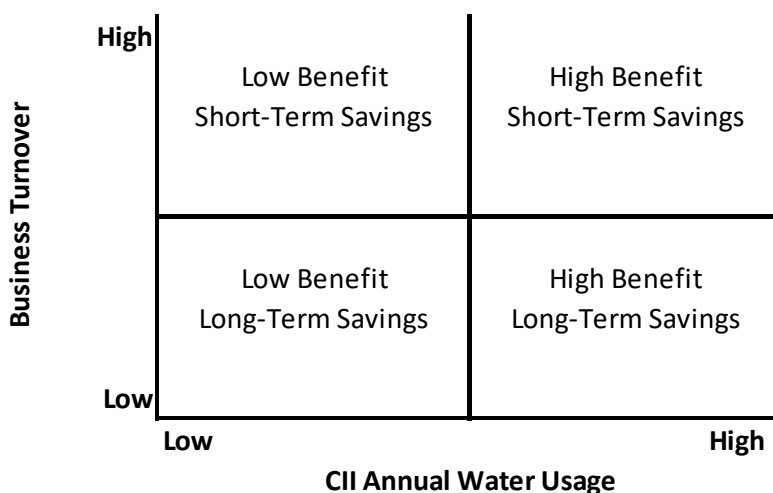 High
Low Benefit
Short-Term Savings
High Benefit
Short-Term Savings
Business Turnover
Low Benefit
Long-Term Savings
High Benefit
Long-Term Savings
Low
Low
High
CII Annual Water Usage